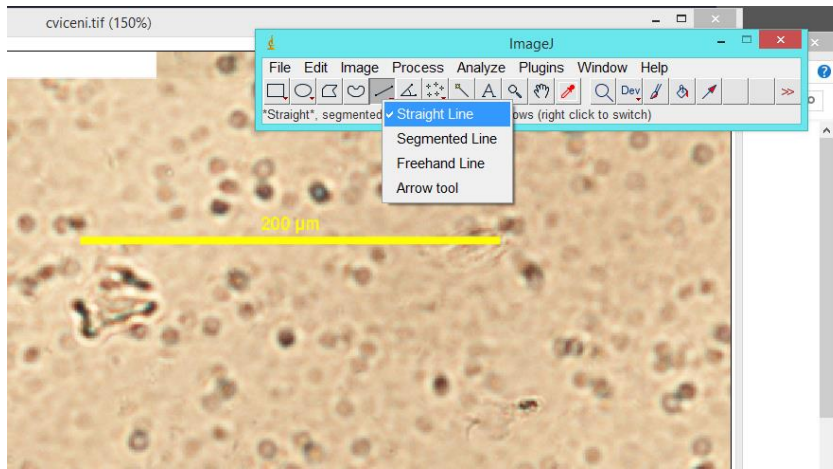 cviceni.tif (150%)
ImageJ
File Edit Image Process Analyze Plugins Window Help
A Dev >>
*Straight*, segmented ows (right click to switch)
Straight Line
Segmented Line
Freehand Line
Arrow tool
200 µm